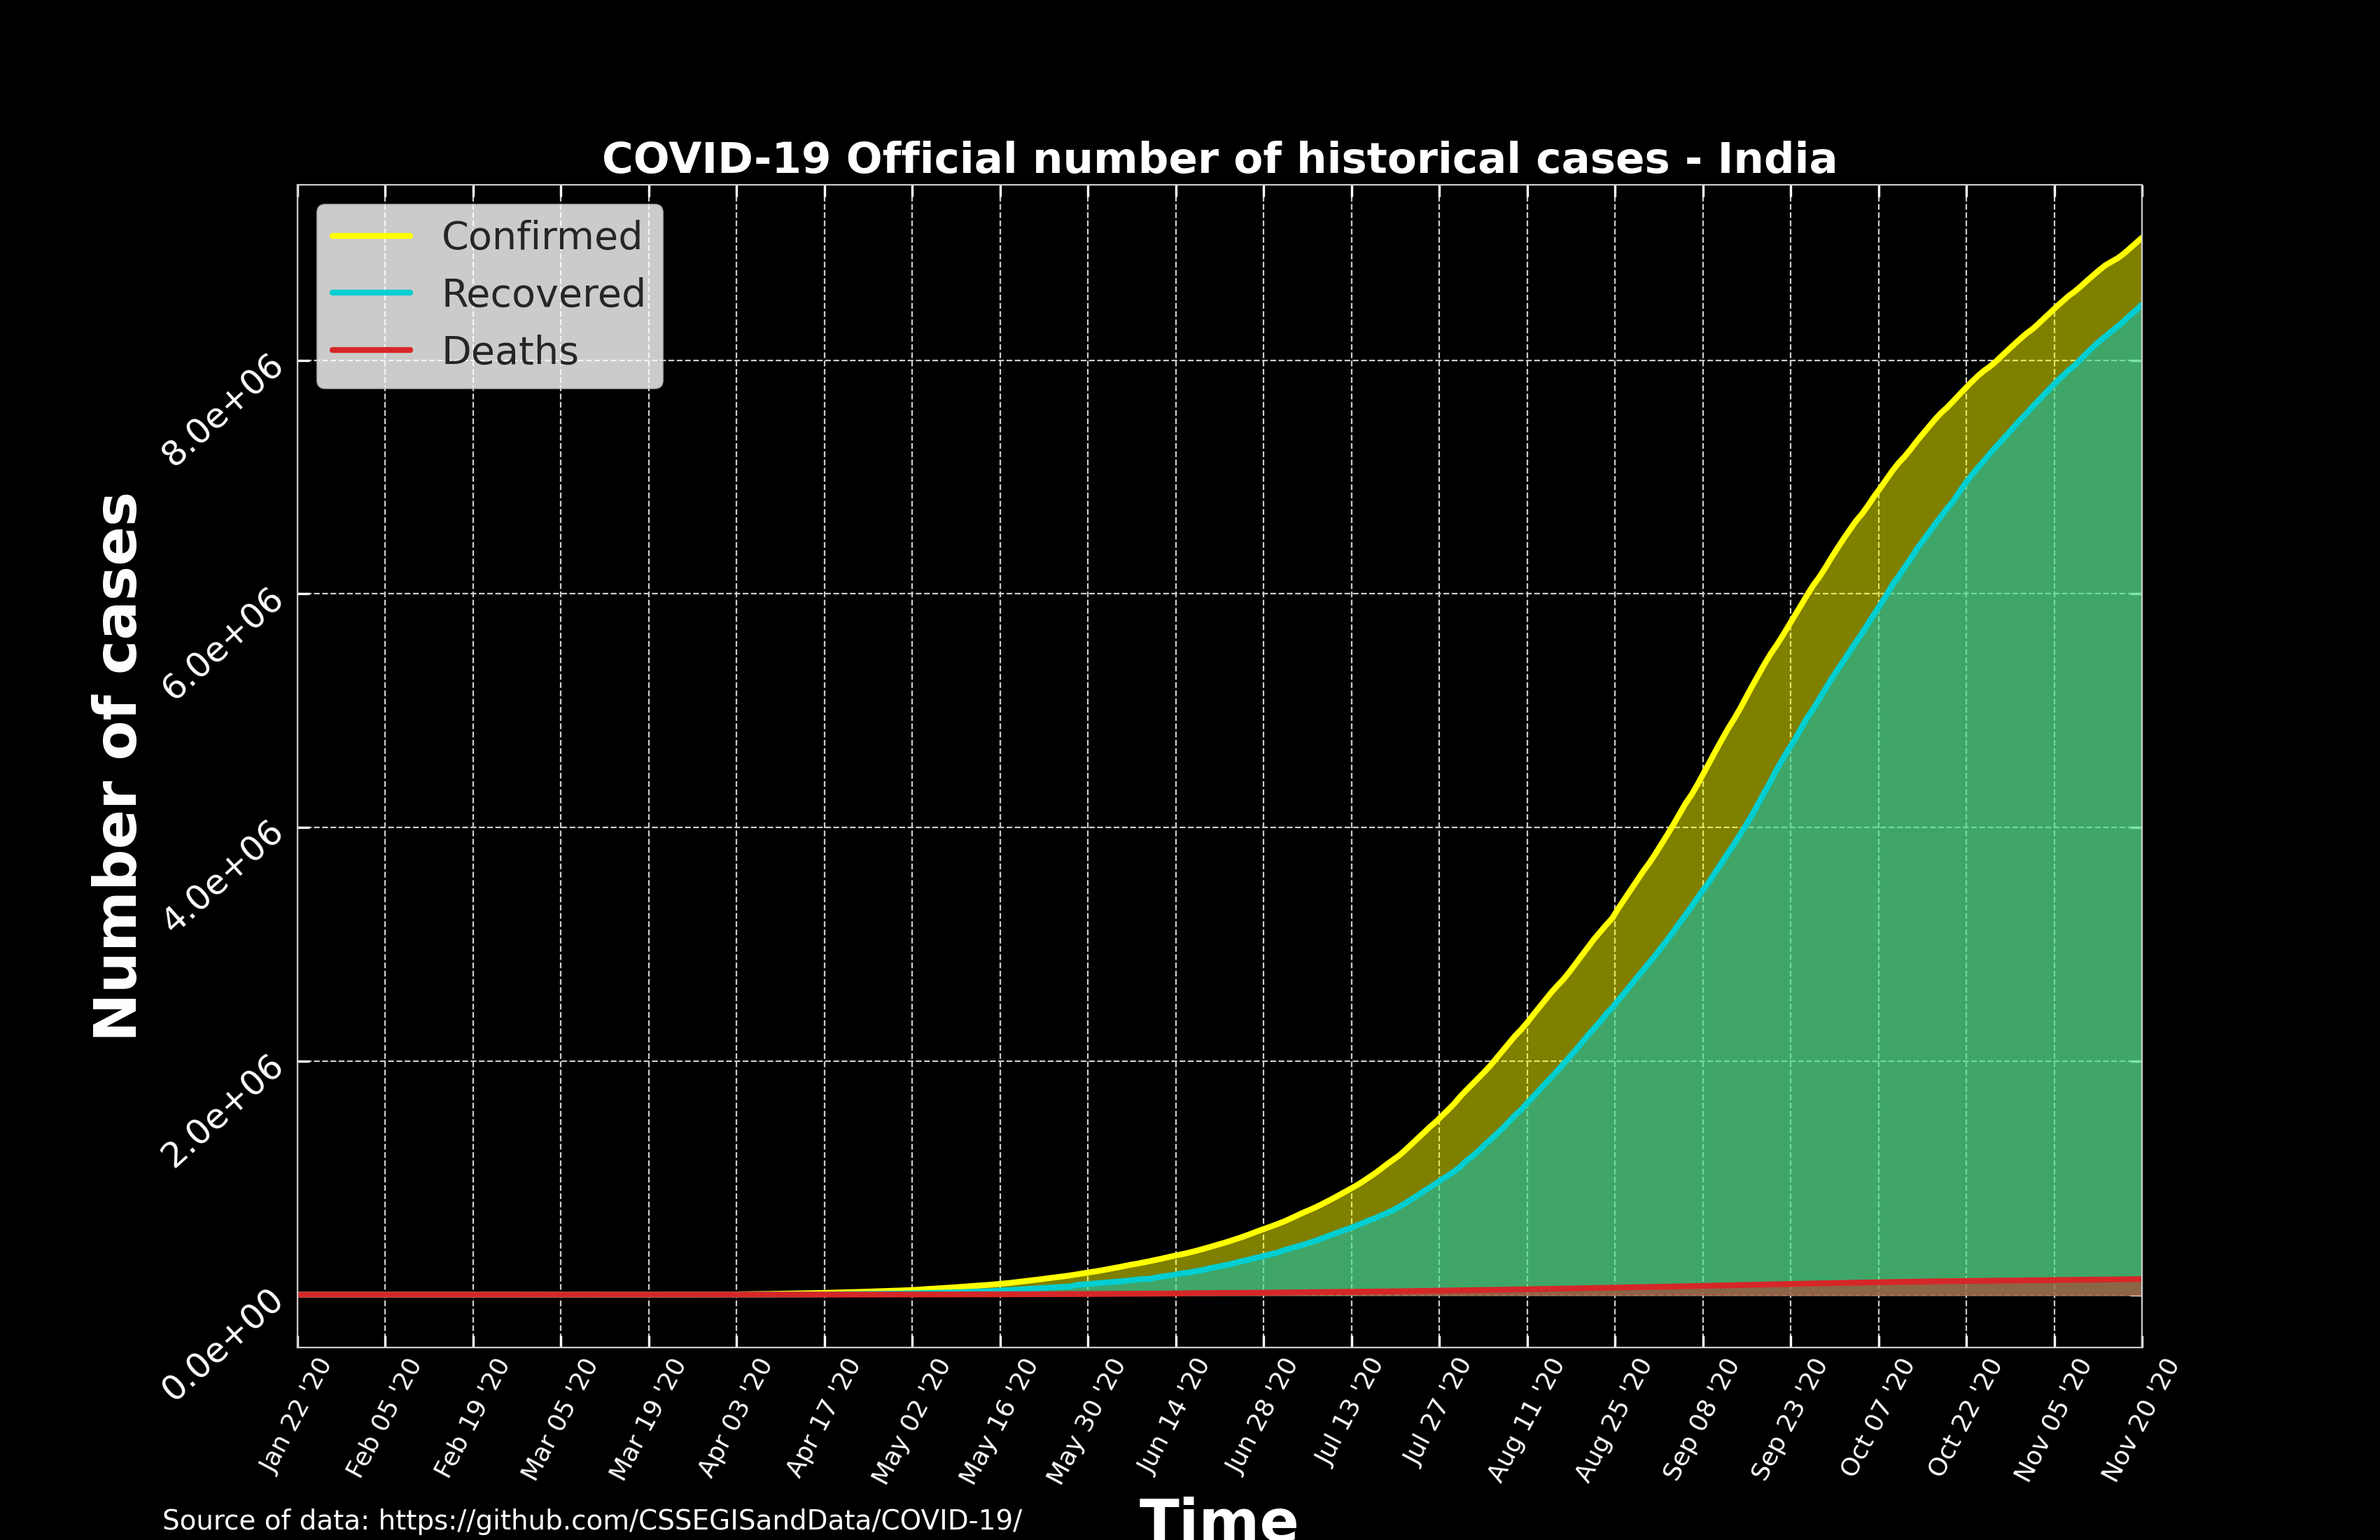 COVID-19 Official number of historical cases - India
Confirmed
Recovered
Deaths
Number of cases
8.0e+06
6.0e+06
4.0e+06
2.0e+06
0.0e+00
Jan 22 '20
Feb 05 '20
Feb 19 '20
Mar 05 '20
Mar 19 '20
Apr 03 '20
Apr 17 '20
May 02 '20
May 16 '20
May 30 '20
Jun 14 '20
Jun 28 '20
Jul 13 '20
Jul 27 '20
Aug 11 '20
Aug 25 '20
Sep 08 '20
Sep 23 '20
Oct 07 '20
Oct 22 '20
Nov 05 '20
Nov 20 '20
Time
Source of data: https://github.com/CSSEGISandData/COVID-19/